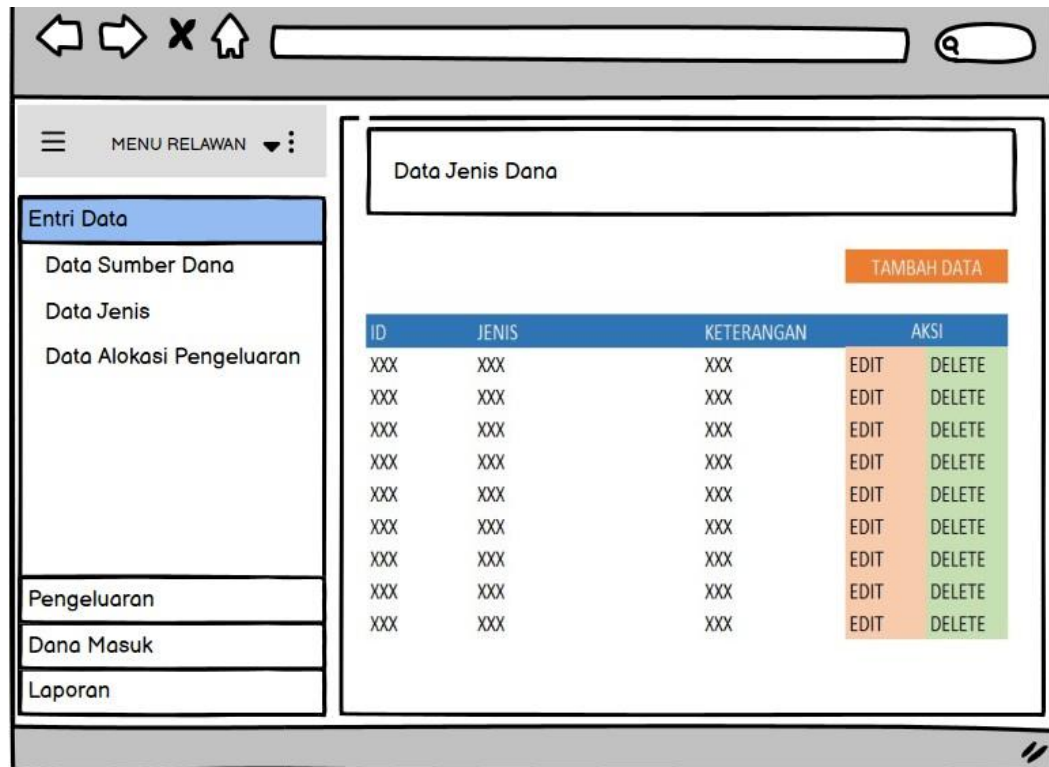 MENU RELAWAN
Entri Data
Data Sumber Dana
Data Jenis
Data Alokasi Pengeluaran
Pengeluaran
Dana Masuk
Laporan
Data Jenis Dana
TAMBAH DATA
ID JENIS KETERANGAN AKSI
XXX XXX XXX EDIT DELETE
XXX XXX XXX EDIT DELETE
XXX XXX XXX EDIT DELETE
XXX XXX XXX EDIT DELETE
XXX XXX XXX EDIT DELETE
XXX XXX XXX EDIT DELETE
XXX XXX XXX EDIT DELETE
XXX XXX XXX EDIT DELETE
XXX XXX XXX EDIT DELETE